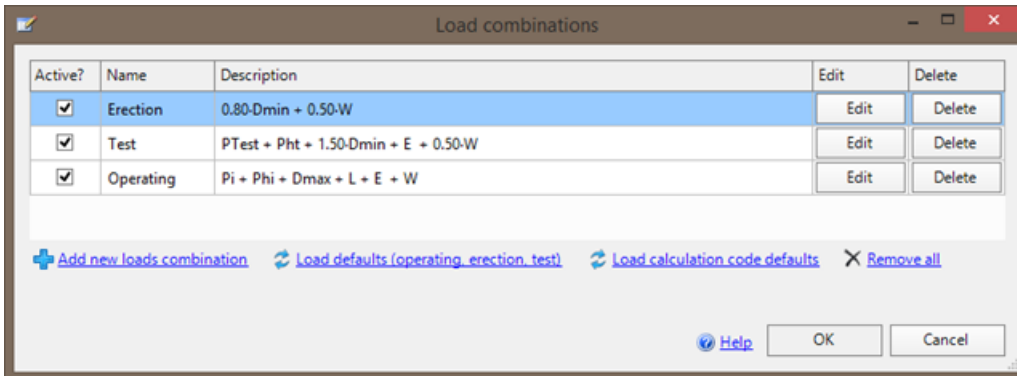 Load combinations
Active? Name Description Edit Delete
Erection 0.80·Dmin + 0.50·W Edit Delete
Test PTest + Pht + 1.50·Dmin + E + 0.50·W Edit Delete
Operating Pi + Phi + Dmax + L + E + W Edit Delete
Add new loads combination Load defaults (operating, erection, test) Load calculation code defaults Remove all
Help OK Cancel